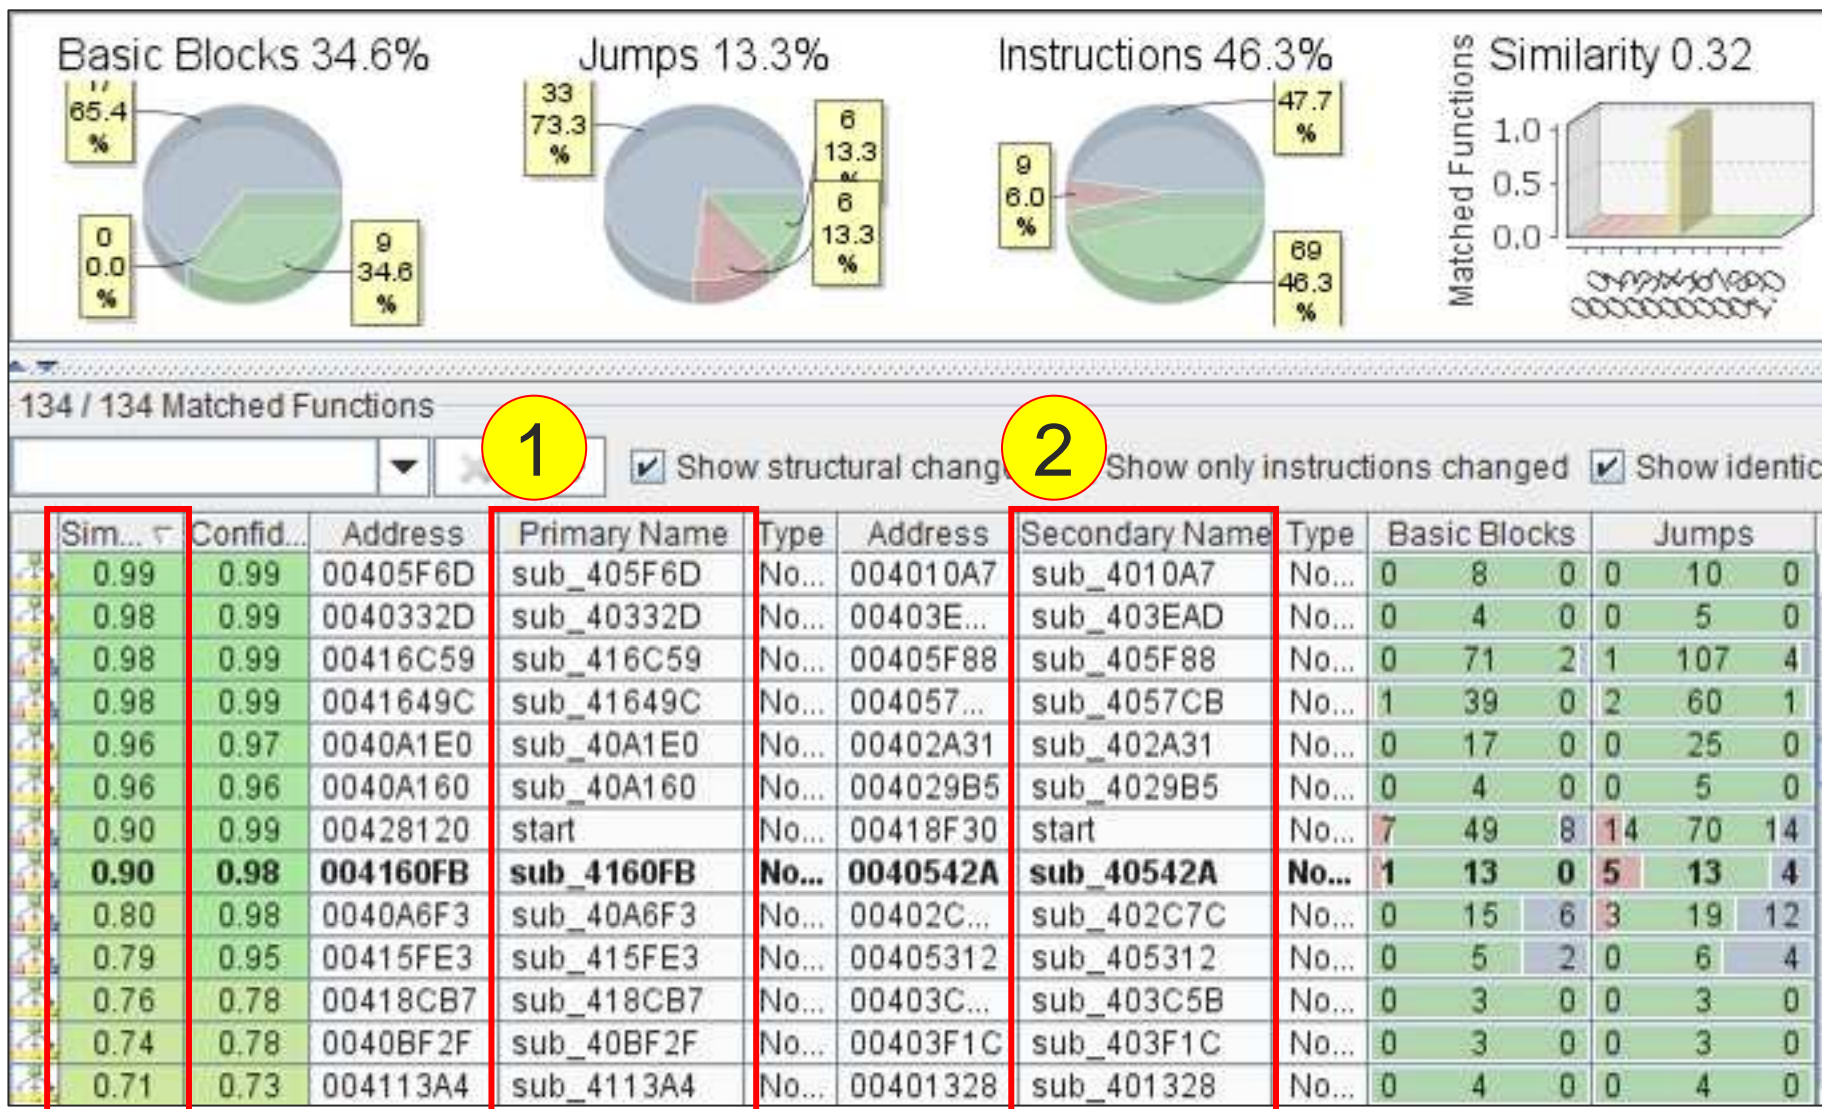 Basic Blocks 34.6%
17
65.4
%
0
0.0
%
9
34.6
%
Jumps 13.3%
33
73.3
%
6
13.3
%
6
13.3
%
Instructions 46.3%
47.7
%
9
6.0
%
69
46.3
%
Similarity 0.32
Matched Functions
1.0
0.5
0.0
134 / 134 Matched Functions
1
2
Show structural chang
Show only instructions changed
Show identic
Sim... Confid... Address Primary Name Type Address Secondary Name Type Basic Blocks Jumps
0.99 0.99 00405F6D sub_405F6D No... 004010A7 sub_4010A7 No... 0 8 0 0 10 0
0.98 0.99 0040332D sub_40332D No... 00403E... sub_403EAD No... 0 4 0 0 5 0
0.98 0.99 00416C59 sub_416C59 No... 00405F88 sub_405F88 No... 0 71 2 1 107 4
0.98 0.99 0041649C sub_41649C No... 004057... sub_4057CB No... 1 39 0 2 60 1
0.96 0.97 0040A1E0 sub_40A1E0 No... 00402A31 sub_402A31 No... 0 17 0 0 25 0
0.96 0.96 0040A160 sub_40A160 No... 004029B5 sub_4029B5 No... 0 4 0 0 5 0
0.90 0.99 00428120 start No... 00418F30 start No... 7 49 8 14 70 14
0.90 0.98 004160FB sub_4160FB No... 0040542A sub_40542A No... 1 13 0 5 13 4
0.80 0.98 0040A6F3 sub_40A6F3 No... 00402C... sub_402C7C No... 0 15 6 3 19 12
0.79 0.95 00415FE3 sub_415FE3 No... 00405312 sub_405312 No... 0 5 2 0 6 4
0.76 0.78 00418CB7 sub_418CB7 No... 00403C... sub_403C5B No... 0 3 0 0 3 0
0.74 0.78 0040BF2F sub_40BF2F No... 00403F1C sub_403F1C No... 0 3 0 0 3 0
0.71 0.73 004113A4 sub_4113A4 No... 00401328 sub_401328 No... 0 4 0 0 4 0